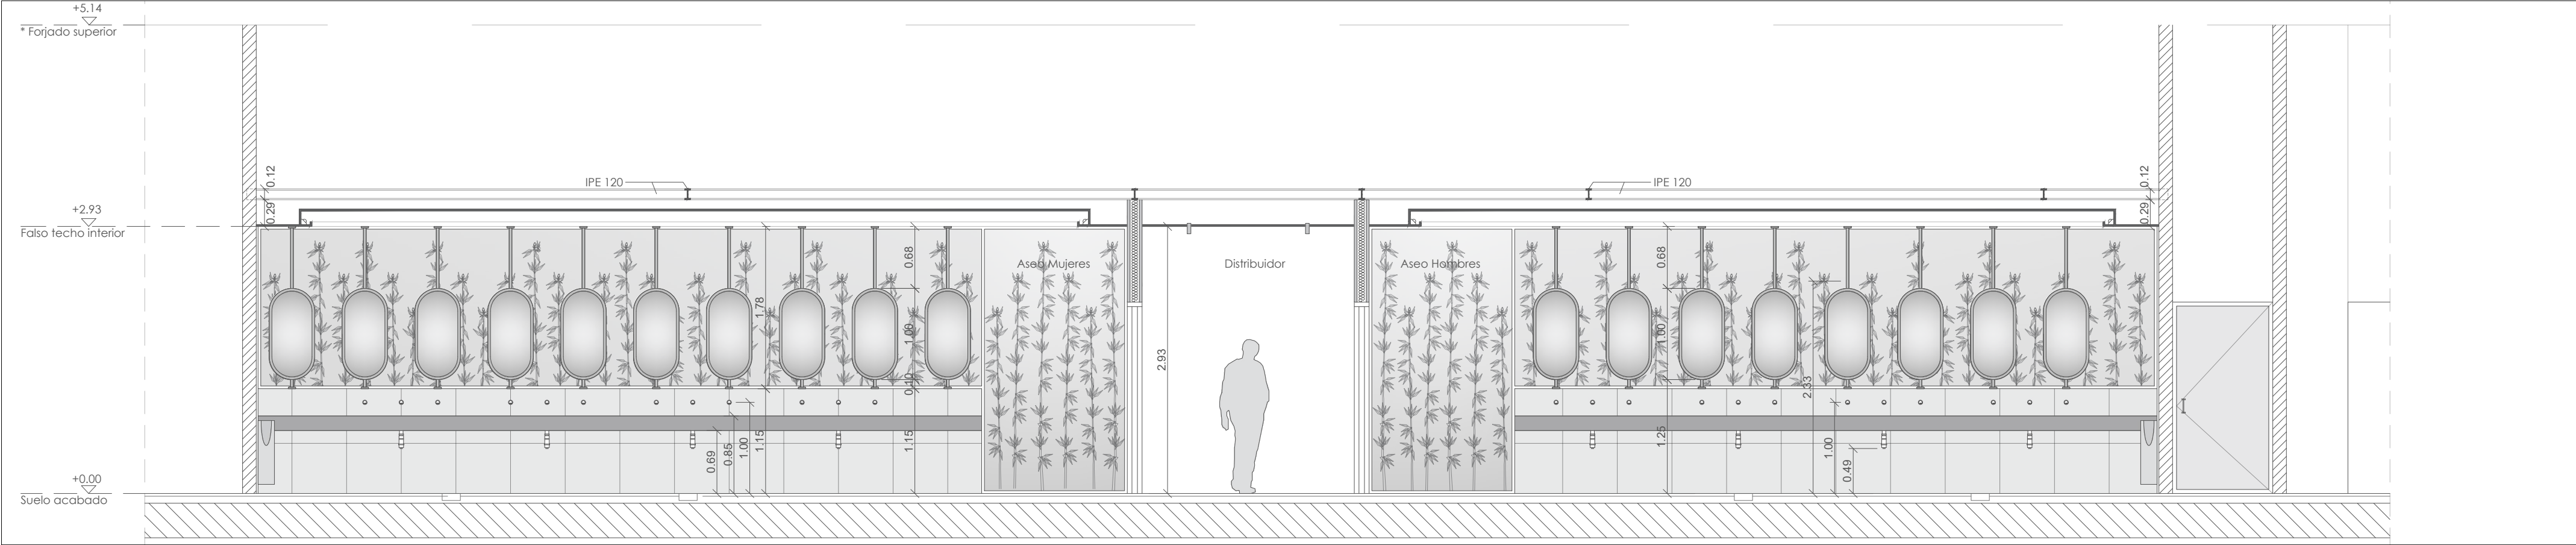 +5.14
* Forjado superior
0.12
IPE 120
IPE 120
0.12
+2.93
0.29
0.29
Falso techo interior
0.68
Aseo Mujeres
Distribuidor
Aseo Hombres
0.68
1.78
1.00
1.00
2.93
0.10
2.33
0.69
0.85
1.00
1.15
1.15
1.25
1.00
0.49
+0.00
Suelo acabado